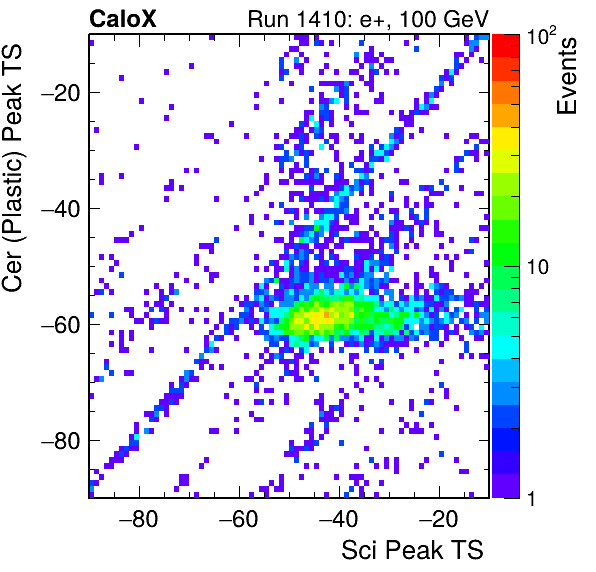 CaloX Run 1410: e+, 100 GeV
Cer (Plastic) Peak TS
−20
−40
−60
−80
−80 −60 −40 −20
Sci Peak TS
10²
10
1
Events